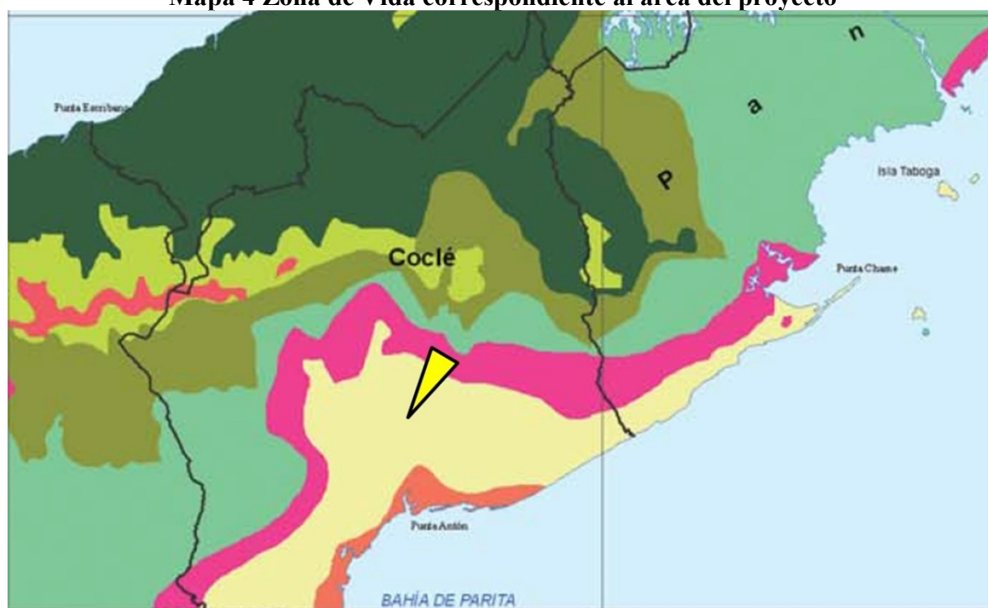 Mapa 4 Zona de Vida correspondiente al área del proyecto
Punta Escribano
P a n a
Isla Taboga
Coclé
Punta Chame
Punta Antón
BAHÍA DE PARITA